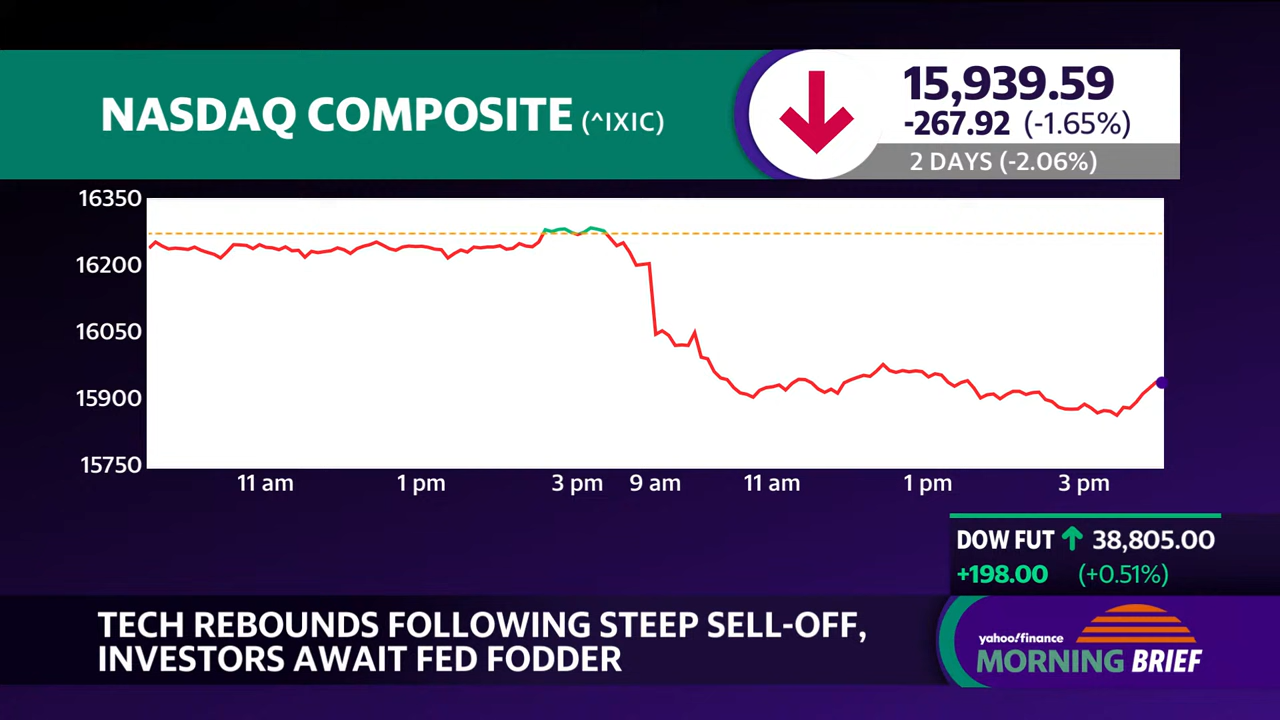 NASDAQ COMPOSITE (^IXIC)
15,939.59
-267.92 (-1.65%)
2 DAYS (-2.06%)
16350
16200
16050
15900
15750
11 am 1 pm 3 pm 9 am 11 am 1 pm 3 pm
DOW FUT 38,805.00
+198.00 (+0.51%)
TECH REBOUNDS FOLLOWING STEEP SELL-OFF,
INVESTORS AWAIT FED FODDER
yahoo!finance
MORNING BRIEF